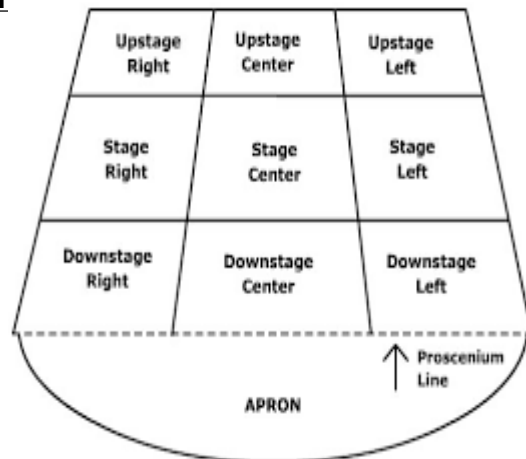 Upstage
Right
Upstage
Center
Upstage
Left
Stage
Right
Stage
Center
Stage
Left
Downstage
Right
Downstage
Center
Downstage
Left
Proscenium
Line
APRON